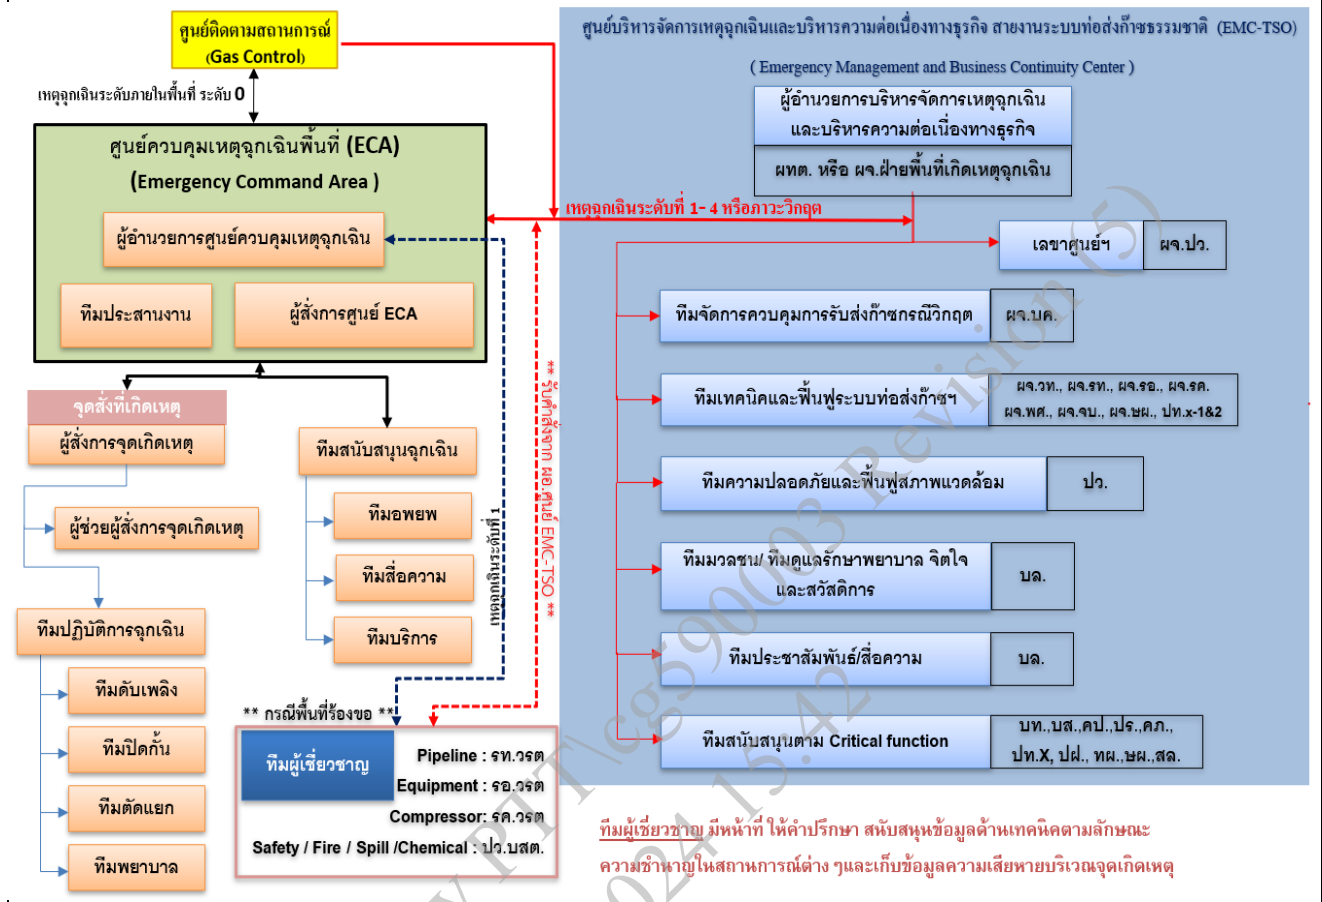 ศูนย์ติดตามสถานการณ์
(Gas Control)
เหตุฉุกเฉินระดับภายในพื้นที่ ระดับ 0
ศูนย์ควบคุมเหตุฉุกเฉินพื้นที่ (ECA)
(Emergency Command Area )
ผู้อำนวยการศูนย์ควบคุมเหตุฉุกเฉิน
ทีมประสานงาน
ผู้สั่งการศูนย์ ECA
จุดสั่งที่เกิดเหตุ
ผู้สั่งการจุดเกิดเหตุ
ผู้ช่วยผู้สั่งการจุดเกิดเหตุ
ทีมปฏิบัติการฉุกเฉิน
ทีมดับเพลิง
ทีมปิดกั้น
ทีมตัดแยก
ทีมพยาบาล
ทีมสนับสนุนฉุกเฉิน
ทีมอพยพ
ทีมสื่อความ
ทีมบริการ
เหตุฉุกเฉินระดับที่ 1
** รับคำสั่งจาก ผอ.ศูนย์ EMC-TSO **
** กรณีพื้นที่ร้องขอ **
ทีมผู้เชี่ยวชาญ
Pipeline : รท.วรต
Equipment : รอ.วรต
Compressor: รค.วรต
Safety / Fire / Spill /Chemical : ปว.บสต.
ศูนย์บริหารจัดการเหตุฉุกเฉินและบริหารความต่อเนื่องทางธุรกิจ สายงานระบบท่อส่งก๊าซธรรมชาติ (EMC-TSO)
( Emergency Management and Business Continuity Center )
ผู้อำนวยการบริหารจัดการเหตุฉุกเฉิน
และบริหารความต่อเนื่องทางธุรกิจ
ผทต. หรือ ผจ.ฝ่ายพื้นที่เกิดเหตุฉุกเฉิน
เหตุฉุกเฉินระดับที่ 1- 4 หรือภาวะวิกฤต
เลขาศูนย์ฯ
ผจ.ปว.
ทีมจัดการควบคุมการรับส่งก๊าซกรณีวิกฤต
ผจ.บค.
ทีมเทคนิคและฟื้นฟูระบบท่อส่งก๊าซฯ
ผจ.วท., ผจ.รท., ผจ.รอ., ผจ.รค.
ผจ.พศ., ผจ.จบ., ผจ.ษผ., ปท.x-1&2
ทีมความปลอดภัยและฟื้นฟูสภาพแวดล้อม
ปว.
ทีมมวลชน/ ทีมดูแลรักษาพยาบาล จิตใจ
และสวัสดิการ
บล.
ทีมประชาสัมพันธ์/สื่อความ
บล.
ทีมสนับสนุนตาม Critical function
บท.,บส.,คป.,ปร.,คภ.,
ปท.X, ปฝ., ทผ.,ษผ.,สล.
ทีมผู้เชี่ยวชาญ มีหน้าที่ ให้คำปรึกษา สนับสนุนข้อมูลด้านเทคนิคตามลักษณะ
ความชำนาญในสถานการณ์ต่าง ๆและเก็บข้อมูลความเสียหายบริเวณจุดเกิดเหตุ
y PTT\cg590003 Revision (5)
024 15:42